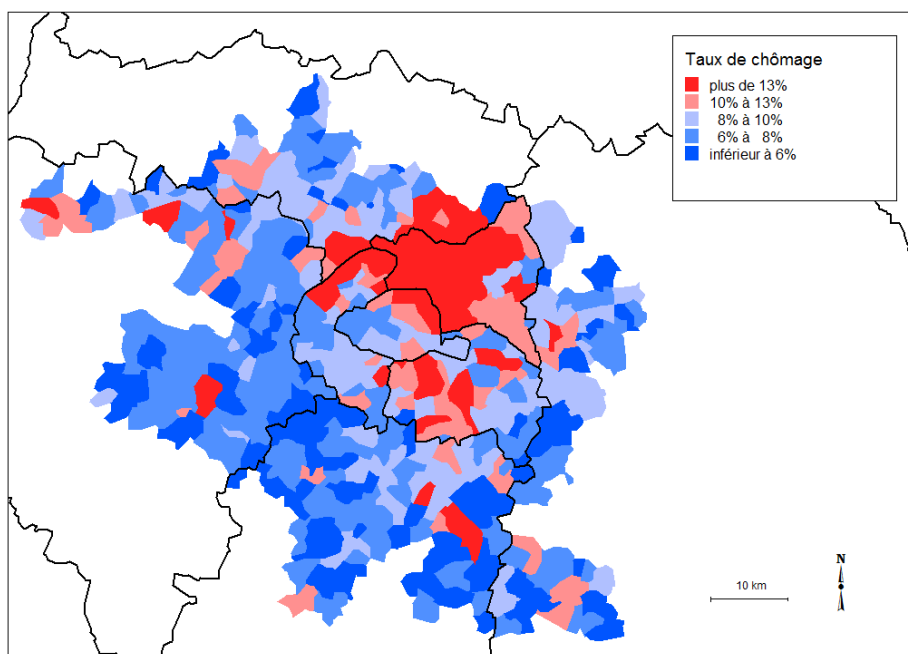 Taux de chômage
plus de 13%
10% à 13%
8% à 10%
6% à 8%
inférieur à 6%
N
10 km